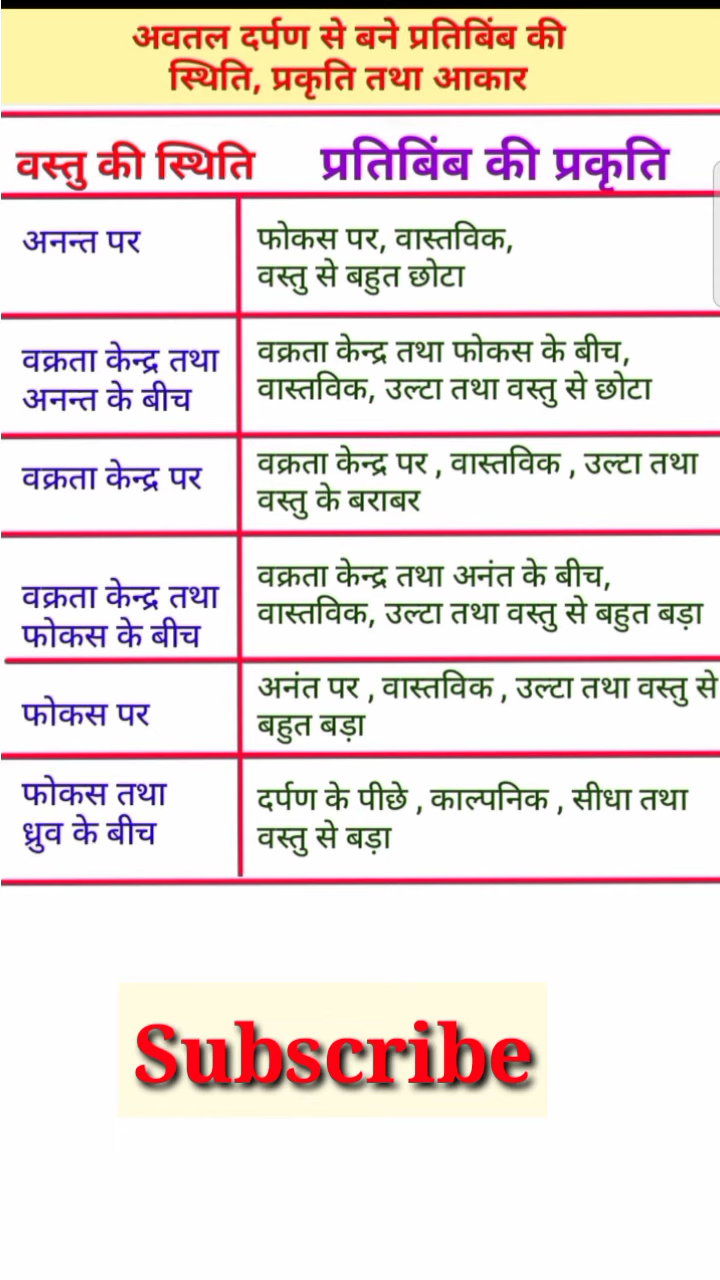 अवतल दर्पण से बने प्रतिबिंब की
स्थिति, प्रकृति तथा आकार
वस्तु की स्थिति प्रतिबिंब की प्रकृति
अनन्त पर
फोकस पर, वास्तविक,
वस्तु से बहुत छोटा
वक्रता केन्द्र तथा
अनन्त के बीच
वक्रता केन्द्र तथा फोकस के बीच,
वास्तविक, उल्टा तथा वस्तु से छोटा
वक्रता केन्द्र पर
वक्रता केन्द्र पर , वास्तविक , उल्टा तथा
वस्तु के बराबर
वक्रता केन्द्र तथा
फोकस के बीच
वक्रता केन्द्र तथा अनंत के बीच,
वास्तविक, उल्टा तथा वस्तु से बहुत बड़ा
फोकस पर
अनंत पर , वास्तविक , उल्टा तथा वस्तु से
बहुत बड़ा
फोकस तथा
ध्रुव के बीच
दर्पण के पीछे , काल्पनिक , सीधा तथा
वस्तु से बड़ा
Subscribe